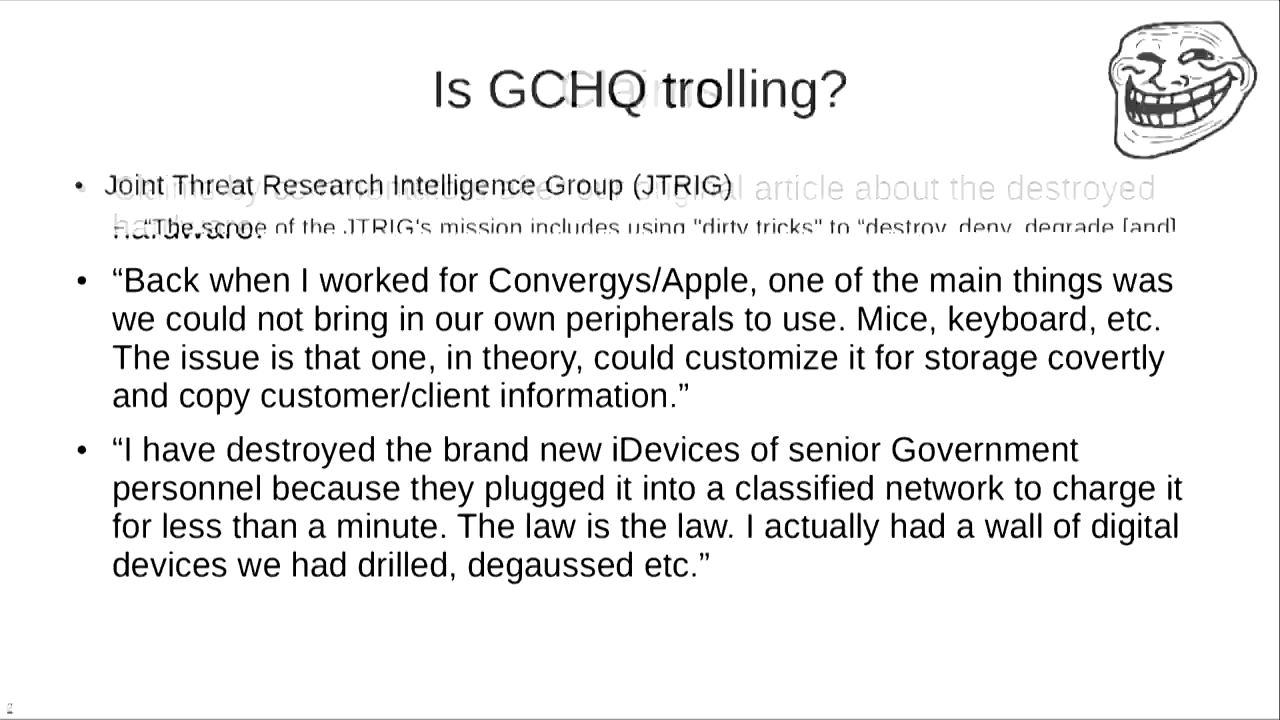 Is GCHQ trolling?
• Joint Threat Research Intelligence Group (JTRIG)
article about the destroyed
“The scope of the JTRIG's mission includes using "dirty tricks" to “destroy, deny, degrade [and]
• “Back when I worked for Convergys/Apple, one of the main things was
we could not bring in our own peripherals to use. Mice, keyboard, etc.
The issue is that one, in theory, could customize it for storage covertly
and copy customer/client information.”
• “I have destroyed the brand new iDevices of senior Government
personnel because they plugged it into a classified network to charge it
for less than a minute. The law is the law. I actually had a wall of digital
devices we had drilled, degaussed etc.”